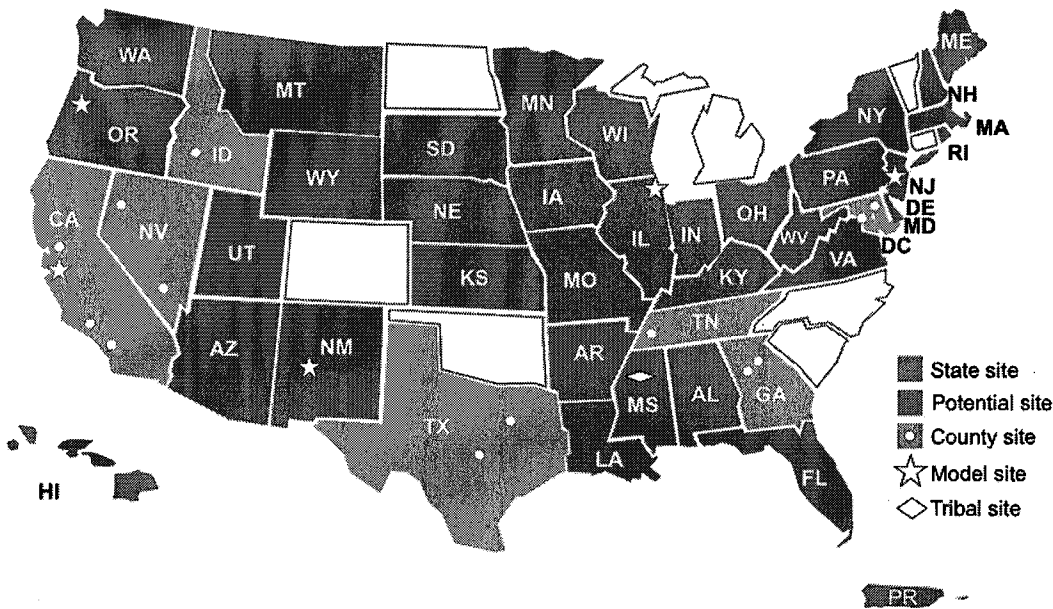 WA
MT
ME
MN
NH
OR
ID
SD
WI
NY
MA
RI
WY
IA
PA
NJ
NE
OH
DE
CA
NV
IL
IN
MD
WV
DC
UT
KS
MO
KY
VA
TN
AZ
NM
AR
MS
AL
GA
TX
LA
FL
HI
PR
State site
Potential site
County site
Model site
Tribal site